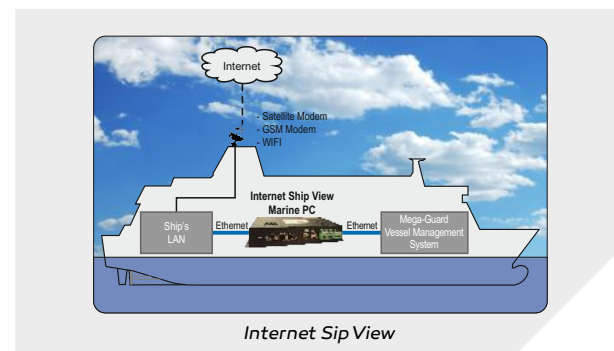 Internet
- Satellite Modem
- GSM Modem
- WIFI
Internet Ship View
Marine PC
Ship's
LAN
Ethernet
Ethernet
Mega-Guard
Vessel Management
System
Internet Sip View